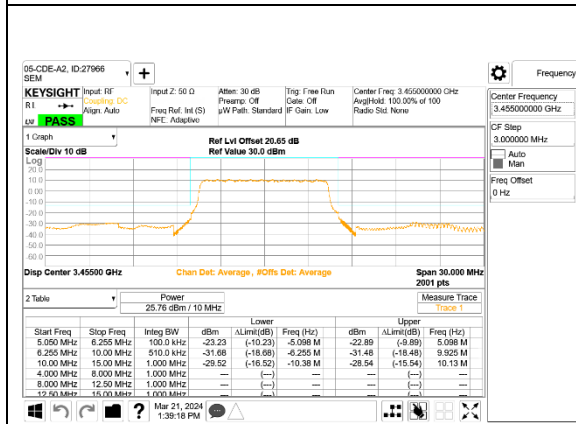 05-CDE-A2, ID:27966
SEM
Frequency
KEYSIGHT Input: RF Input Z: 50 Ω Atten: 30 dB Trig: Free Run Center Freq: 3.455000000 GHz
Coupling: DC Preamp: Off Gate: Off Avg|Hold: 100.00% of 100
Align: Auto Freq Ref: Int (S) µW Path: Standard IF Gain: Low Radio Std: None
NFE: Adaptive
PASS
Center Frequency
3.455000000 GHz
CF Step
3.000000 MHz
Auto
Man
Freq Offset
0 Hz
1 Graph
Ref Lvl Offset 20.65 dB
Scale/Div 10 dB Ref Value 30.0 dBm
Log
20.0
10.0
0.00
-10.0
-20.0
-30.0
-40.0
-50.0
-60.0
Disp Center 3.45500 GHz Chan Det: Average, #Offs Det: Average Span 30.000 MHz
2001 pts
2 Table Power Measure Trace
25.76 dBm / 10 MHz Trace 1
Lower Upper
Start Freq Stop Freq Integ BW dBm ΔLimit(dB) Freq (Hz) dBm ΔLimit(dB) Freq (Hz)
5.050 MHz 6.255 MHz 100.0 kHz -23.23 (-10.23) -5.098 M -22.89 (-9.89) 5.098 M
6.255 MHz 10.00 MHz 510.0 kHz -31.68 (-18.68) -6.255 M -31.48 (-18.48) 9.925 M
10.00 MHz 15.00 MHz 1.000 MHz -29.52 (-16.52) -10.38 M -28.54 (-15.54) 10.13 M
4.000 MHz 8.000 MHz 1.000 MHz --- (---) --- --- (---) ---
8.000 MHz 12.50 MHz 1.000 MHz --- (---) --- --- (---) ---
12.50 MHz 15.00 MHz 1.000 MHz --- (---) --- --- (---) ---
? Mar 21, 2024
1:39:18 PM